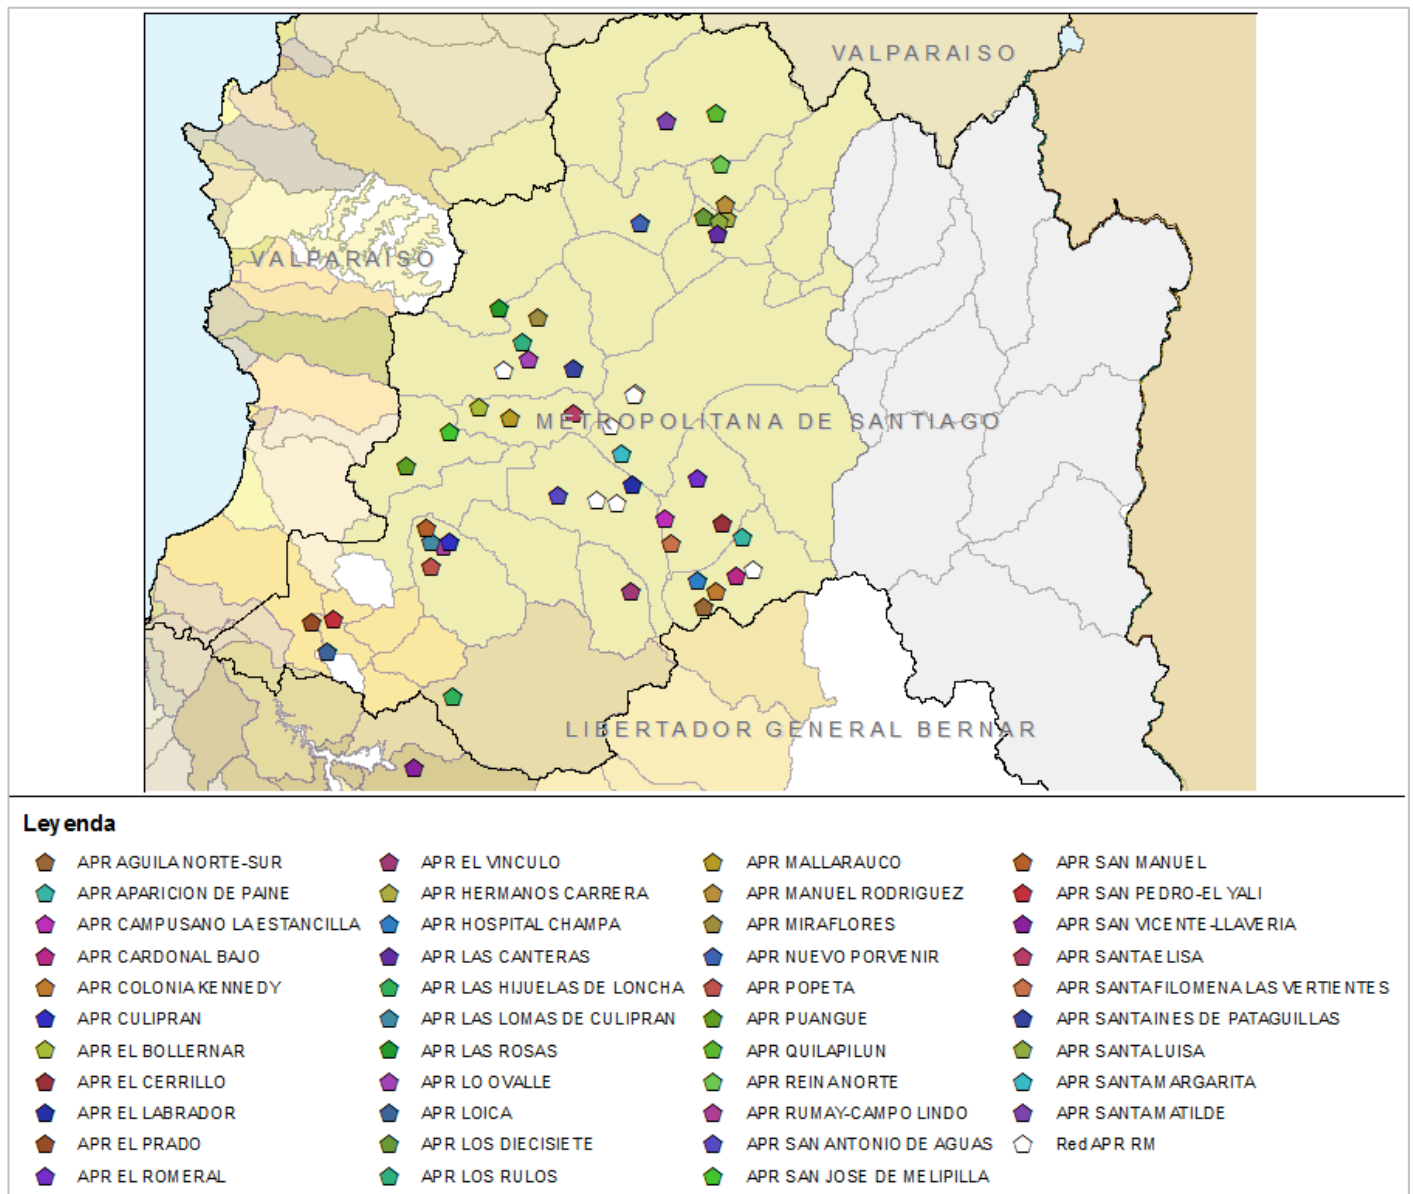 VALPARAISO
VALPARAISO
METROPOLITANA DE SANTIAGO
LIBERTADOR GENERAL BERNAR
Leyenda
APR AGUILA NORTE-SUR
APR APARICION DE PAINE
APR CAMPUSANO LA ESTANCILLA
APR CARDONAL BAJO
APR COLONIA KENNEDY
APR CULIPRAN
APR EL BOLLERNAR
APR EL CERRILLO
APR EL LABRADOR
APR EL PRADO
APR EL ROMERAL
APR EL VINCULO
APR HERMANOS CARRERA
APR HOSPITAL CHAMPA
APR LAS CANTERAS
APR LAS HIJUELAS DE LONCHA
APR LAS LOMAS DE CULIPRAN
APR LAS ROSAS
APR LO OVALLE
APR LOICA
APR LOS DIECISIETE
APR LOS RULOS
APR MALLARAUCO
APR MANUEL RODRIGUEZ
APR MIRAFLORES
APR NUEVO PORVENIR
APR POPETA
APR PUANGUE
APR QUILAPILUN
APR REINA NORTE
APR RUMAY-CAMPO LINDO
APR SAN ANTONIO DE AGUAS
APR SAN JOSE DE MELIPILLA
APR SAN MANUEL
APR SAN PEDRO-EL YALI
APR SAN VICENTE-LLAVERIA
APR SANTA ELISA
APR SANTA FILOMENA LAS VERTIENTES
APR SANTA INES DE PATAGUILLAS
APR SANTA LUISA
APR SANTA MARGARITA
APR SANTA MATILDE
Red APR RM